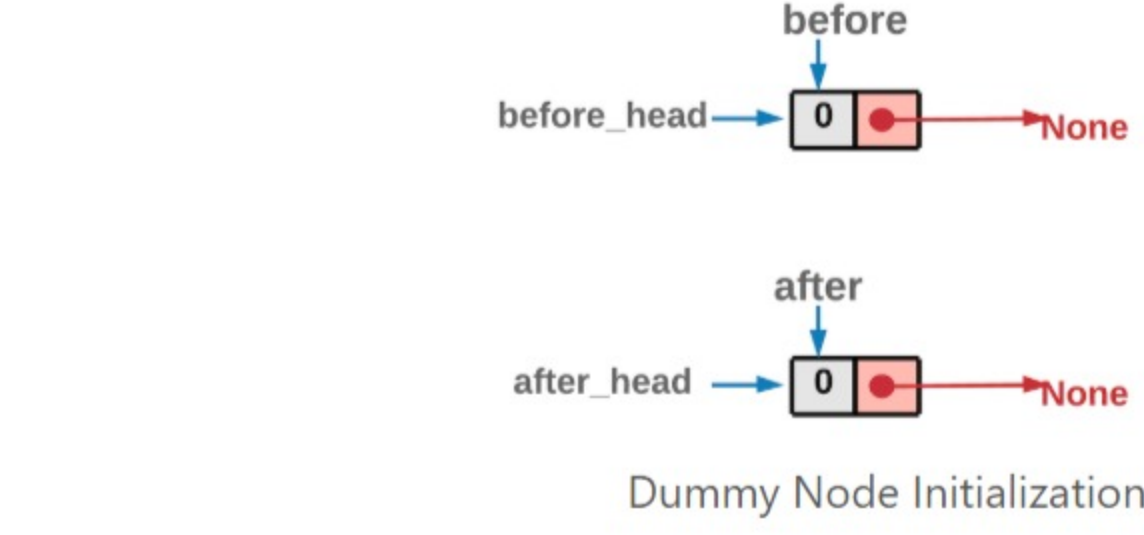 before
before_head 0 None
after
after_head 0 None
Dummy Node Initialization